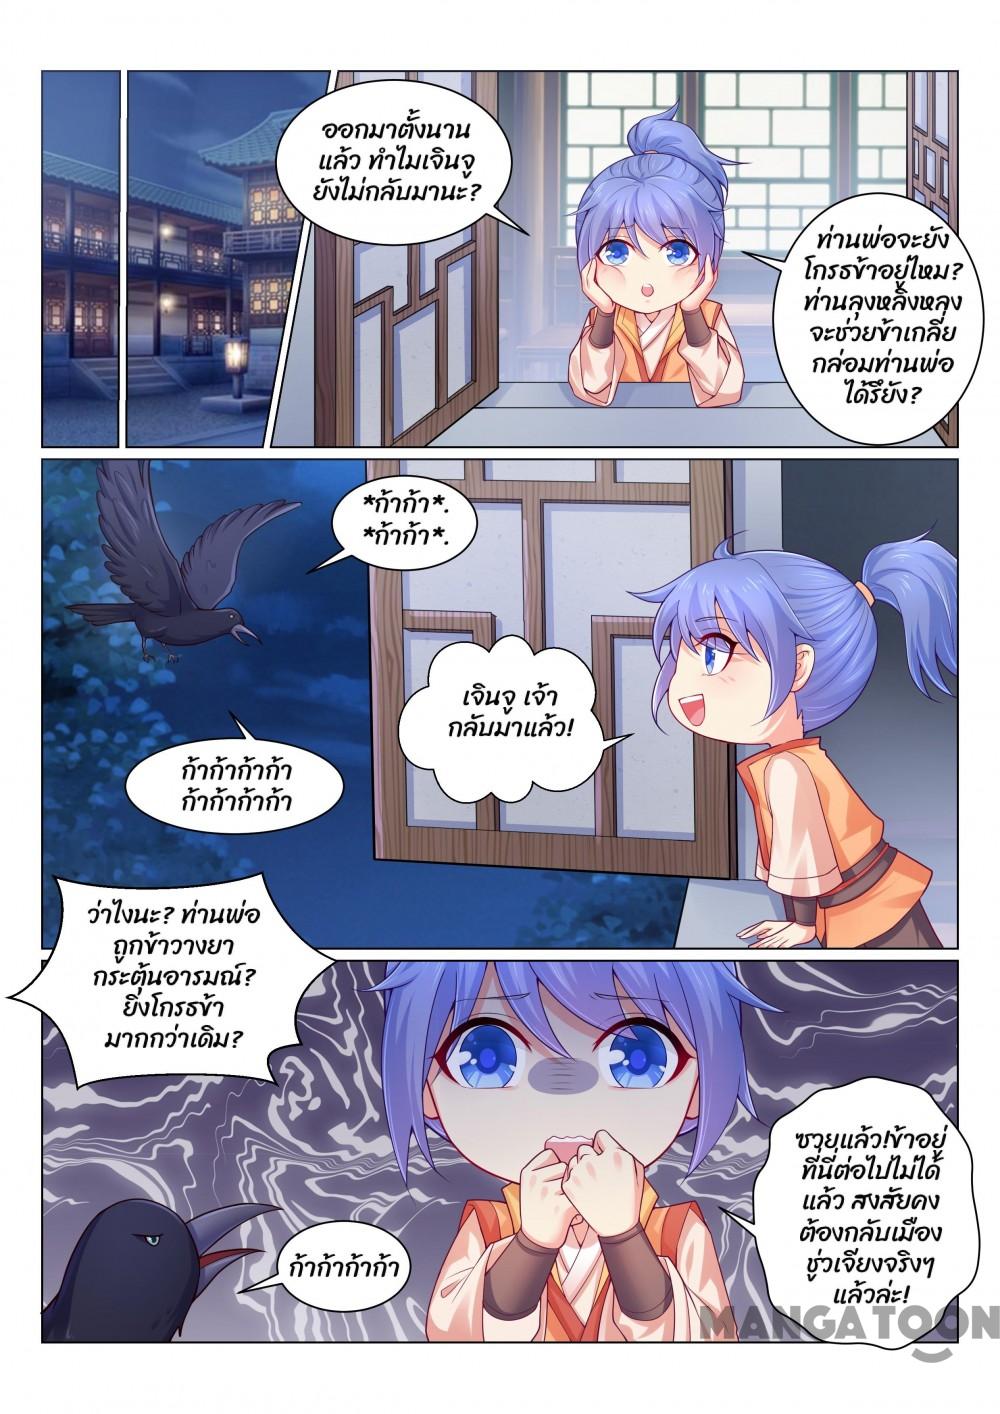 ออกมาตั้งนาน
แล้ว ทำไมเจินจู
ยังไม่กลับมานะ?
ท่านพ่อจะยัง
โกรธข้าอยู่ไหม?
ท่านลุงหลิงหลุง
จะช่วยข้าเกลี้ย
กล่อมท่านพ่อ
ได้รึยัง?
*ก้าก้า*.
*ก้าก้า*.
เจินจู เจ้า
กลับมาแล้ว!
ก้าก้าก้าก้า
ก้าก้าก้าก้า
ว่าไงนะ? ท่านพ่อ
ถูกข้าวางยา
กระตุ้นอารมณ์?
ยิ่งโกรธข้า
มากกว่าเดิม?
ซวยแล้ว!ข้าอยู่
ที่นี่ต่อไปไม่ได้
แล้ว สงสัยคง
ต้องกลับเมือง
ชู่วเจียงจริงๆ
แล้วล่ะ!
ก้าก้าก้าก้า
MANGATOON